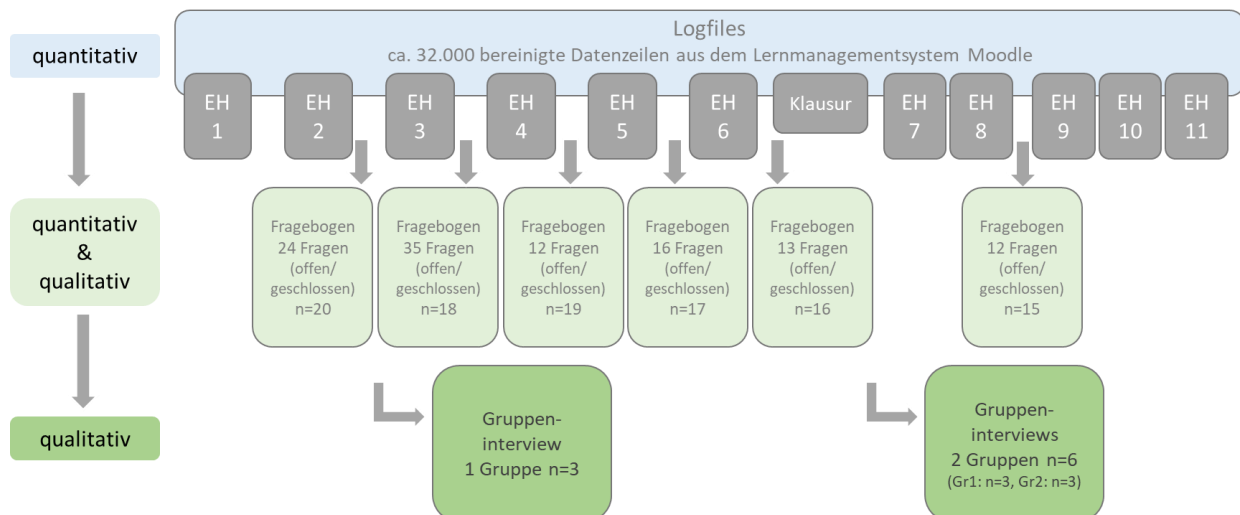 quantitativ
Logfiles
ca. 32.000 bereinigte Datenzeilen aus dem Lernmanagementsystem Moodle
EH
1
EH
2
EH
3
EH
4
EH
5
EH
6
Klausur
EH
7
EH
8
EH
9
EH
10
EH
11
quantitativ
&
qualitativ
Fragebogen
24 Fragen
(offen/
geschlossen)
n=20
Fragebogen
35 Fragen
(offen/
geschlossen)
n=18
Fragebogen
12 Fragen
(offen/
geschlossen)
n=19
Fragebogen
16 Fragen
(offen/
geschlossen)
n=17
Fragebogen
13 Fragen
(offen/
geschlossen)
n=16
Fragebogen
12 Fragen
(offen/
geschlossen)
n=15
qualitativ
Gruppen-
interview
1 Gruppe n=3
Gruppen-
interviews
2 Gruppen n=6
(Gr1: n=3, Gr2: n=3)